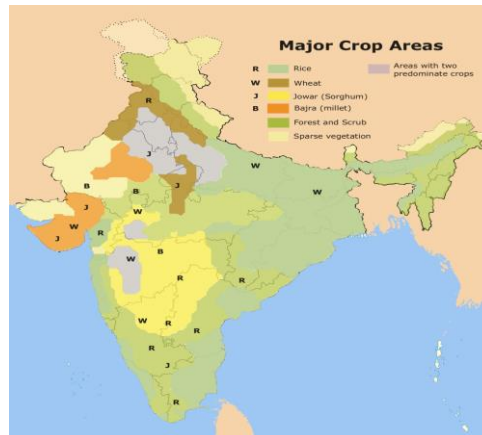 Major Crop Areas
R Rice
W Wheat
J Jowar (Sorghum)
B Bajra (millet)
Forest and Scrub
Sparse vegetation
Areas with two
predominate crops
R
J
W
B
B
J
W
J
J
W
W
R
B
W
R
R
W
R
R
R
J
R